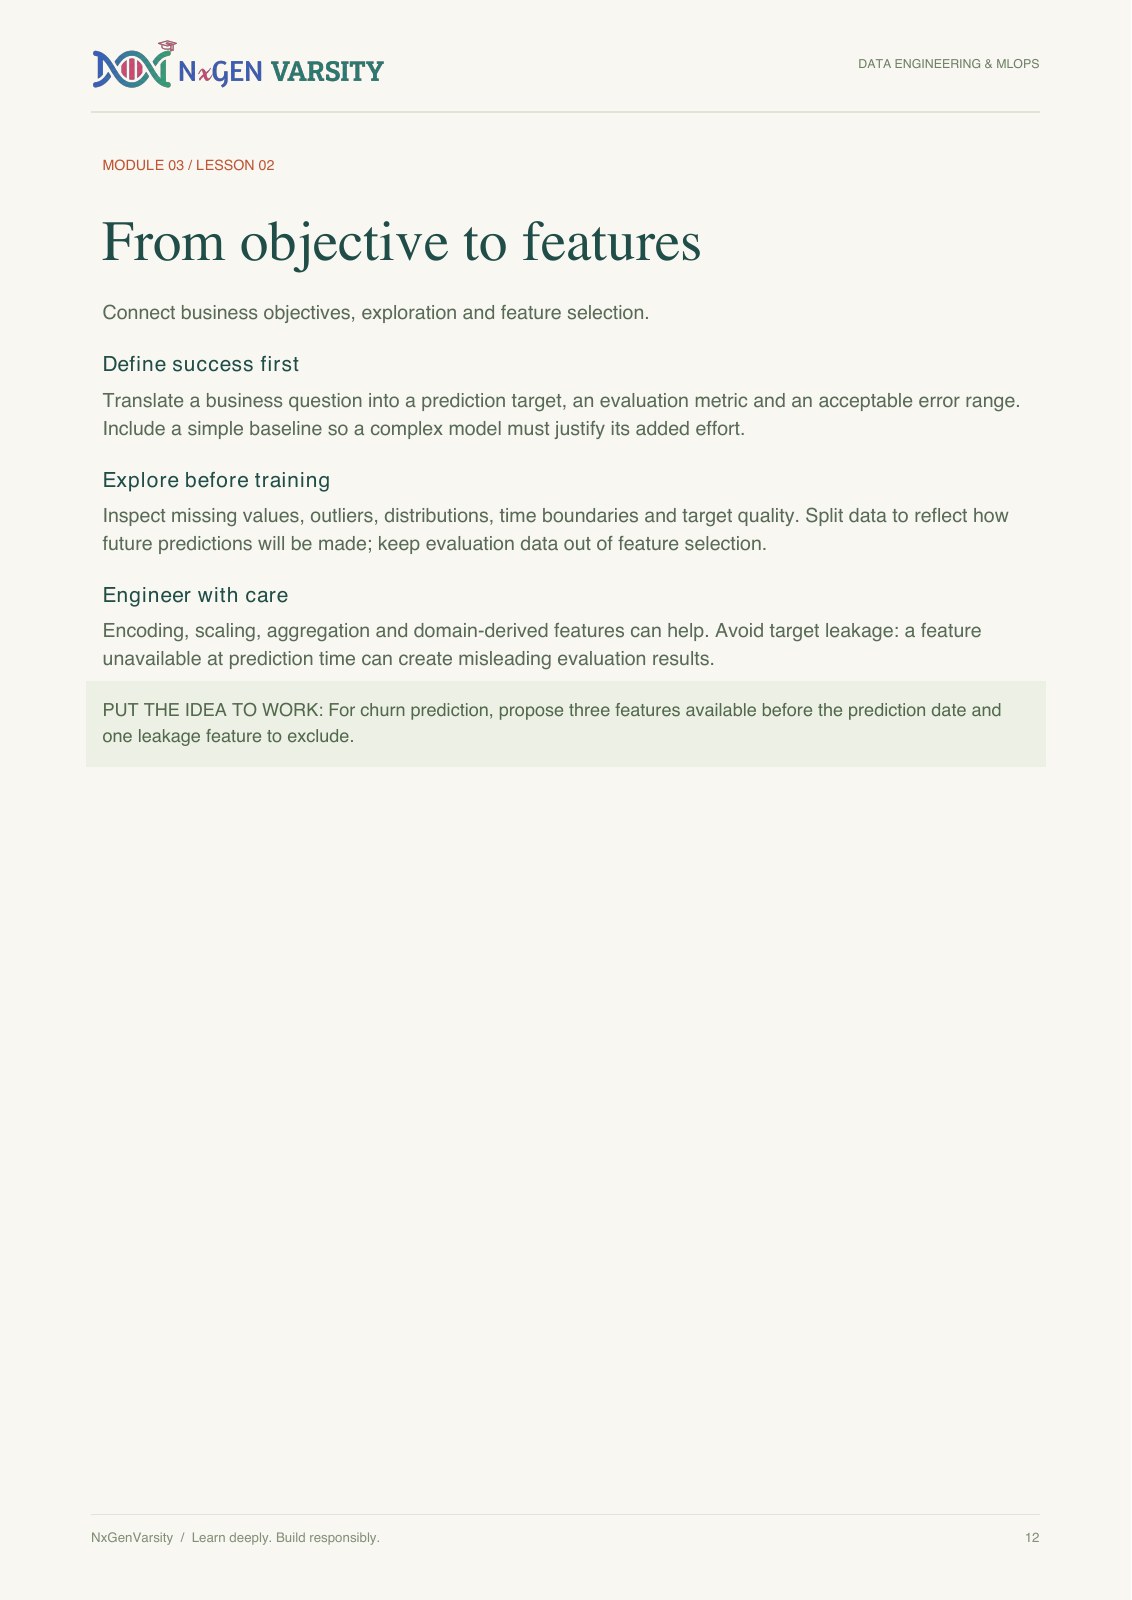 NxGEN VARSITY
DATA ENGINEERING & MLOPS
MODULE 03 / LESSON 02
From objective to features
Connect business objectives, exploration and feature selection.
Define success first
Translate a business question into a prediction target, an evaluation metric and an acceptable error range.
Include a simple baseline so a complex model must justify its added effort.
Explore before training
Inspect missing values, outliers, distributions, time boundaries and target quality. Split data to reflect how
future predictions will be made; keep evaluation data out of feature selection.
Engineer with care
Encoding, scaling, aggregation and domain-derived features can help. Avoid target leakage: a feature
unavailable at prediction time can create misleading evaluation results.
PUT THE IDEA TO WORK: For churn prediction, propose three features available before the prediction date and
one leakage feature to exclude.
NxGenVarsity / Learn deeply. Build responsibly.
12